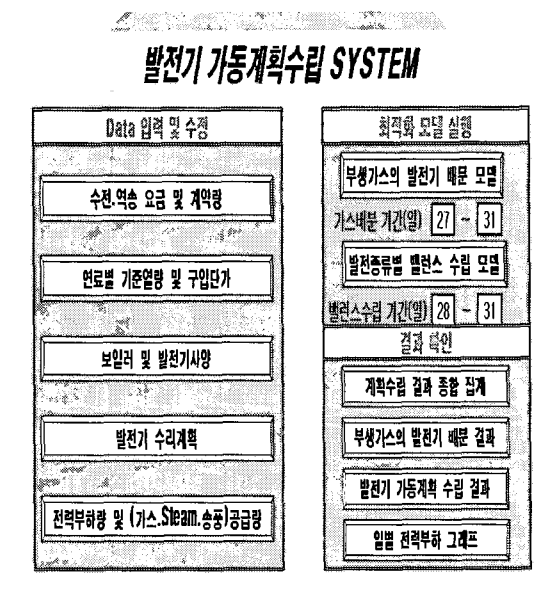 발전기 가동계획수립 SYSTEM
Data 입력 및 수정
수전.역송 요금 및 계약량
연료별 기준열량 및 구입단가
보일러 및 발전기사양
발전기 수리계획
전력부하량 및 (가스.Steam.송풍)공급량
최적화 모델 실행
부생가스의 발전기 배분 모델
가스배분 기간(일) 27 ~ 31
발전종류별 밸런스 수립 모델
밸런스수립 기간(일) 28 ~ 31
결과 확인
계획수립 결과 종합 집계
부생가스의 발전기 배분 결과
발전기 가동계획 수립 결과
일별 전력부하 그래프